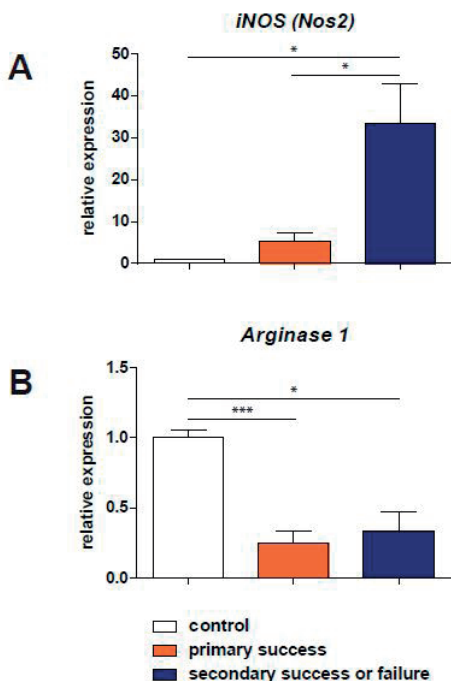 iNOS (Nos2)
A
*
*
relative expression
50
40
30
20
10
0
Arginase 1
B
*
***
relative expression
1.5
1.0
0.5
0.0
control
primary success
secondary success or failure